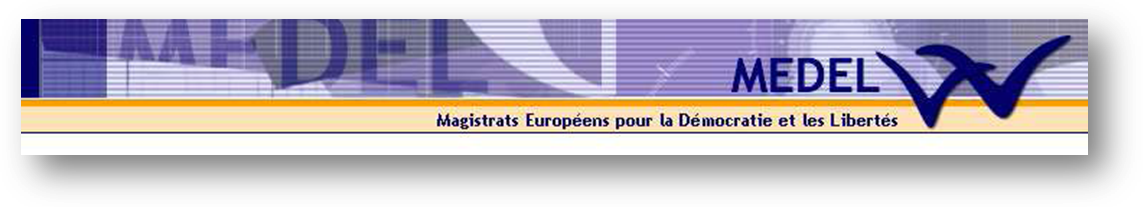 MEDEL
MEDEL
Magistrats Européens pour la Démocratie et les Libertés